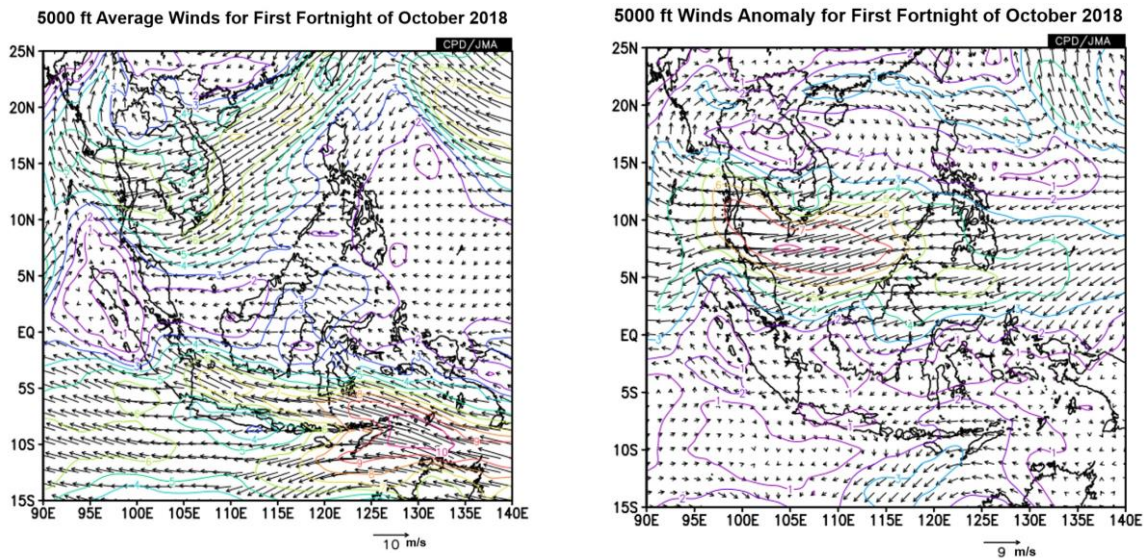 5000 ft Average Winds for First Fortnight of October 2018
CPD/JMA
25N
20N
15N
10N
5N
EQ
5S
10S
15S
90E 95E 100E 105E 110E 115E 120E 125E 130E 135E 140E
10 m/s
5000 ft Winds Anomaly for First Fortnight of October 2018
CPD/JMA
25N
20N
15N
10N
5N
EQ
5S
10S
15S
90E 95E 100E 105E 110E 115E 120E 125E 130E 135E 140E
9 m/s